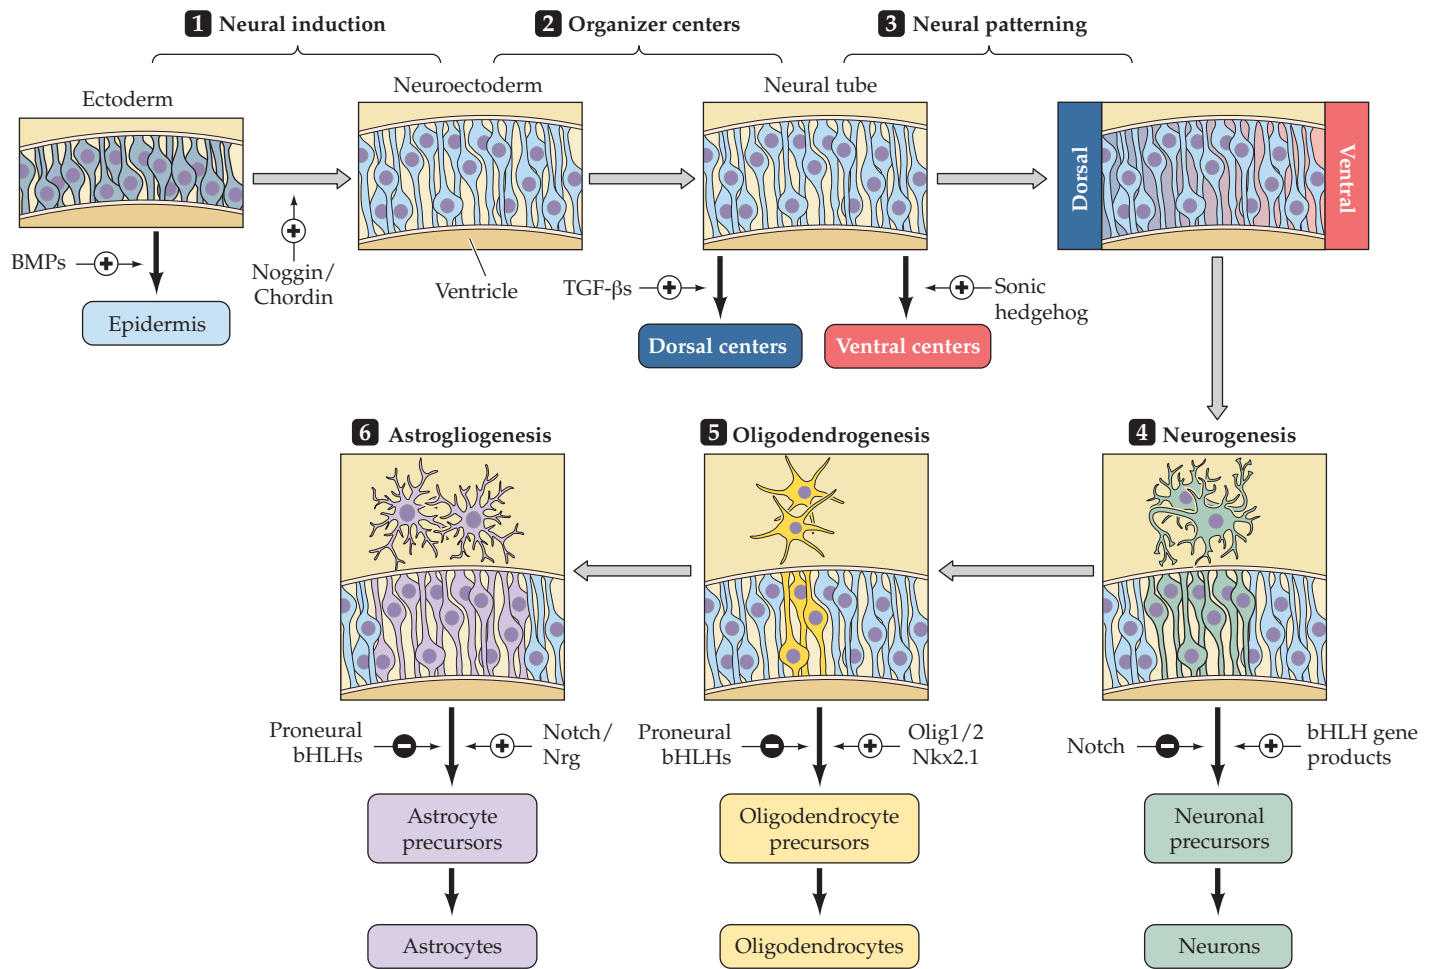 1 Neural induction
2 Organizer centers
3 Neural patterning
Ectoderm
Neuroectoderm
Neural tube
Dorsal
Ventral
BMPs
+
Epidermis
+
Noggin/
Chordin
Ventricle
TGF-βs
+
Dorsal centers
+
Sonic
hedgehog
Ventral centers
6 Astrogliogenesis
5 Oligodendrogenesis
4 Neurogenesis
Proneural
bHLHs
−
+
Notch/
Nrg
Astrocyte
precursors
Astrocytes
Proneural
bHLHs
−
+
Olig1/2
Nkx2.1
Oligodendrocyte
precursors
Oligodendrocytes
Notch
−
+
bHLH gene
products
Neuronal
precursors
Neurons